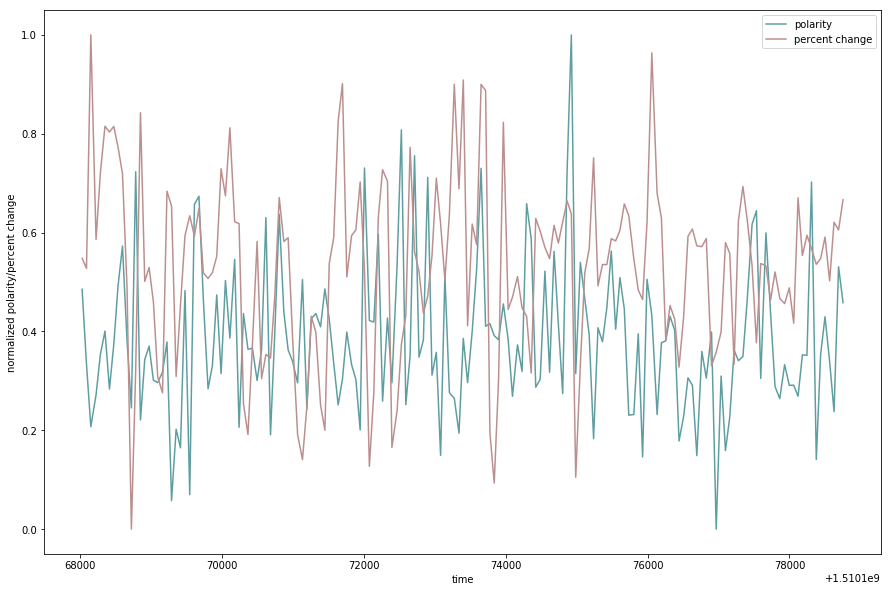 polarity
percent change
1.0
0.8
0.6
0.4
0.2
0.0
normalized polarity/percent change
68000 70000 72000 74000 76000 78000
time
+1.5101e9